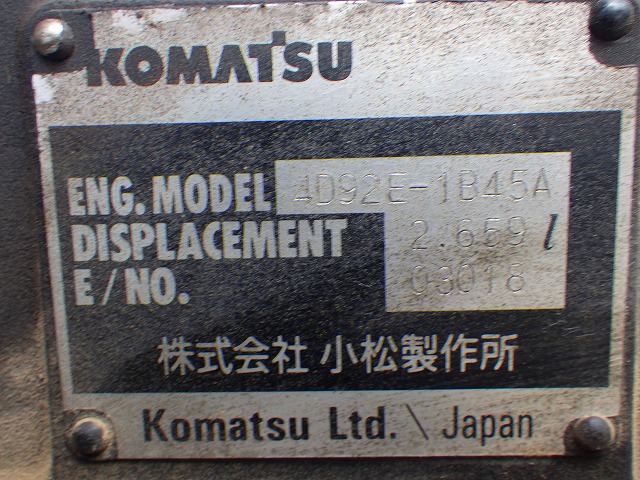 KOMATSU
ENG. MODEL 4D92E-1B45A
DISPLACEMENT 2.659 l
E/NO. 03018
株式会社 小松製作所
Komatsu Ltd. \ Japan